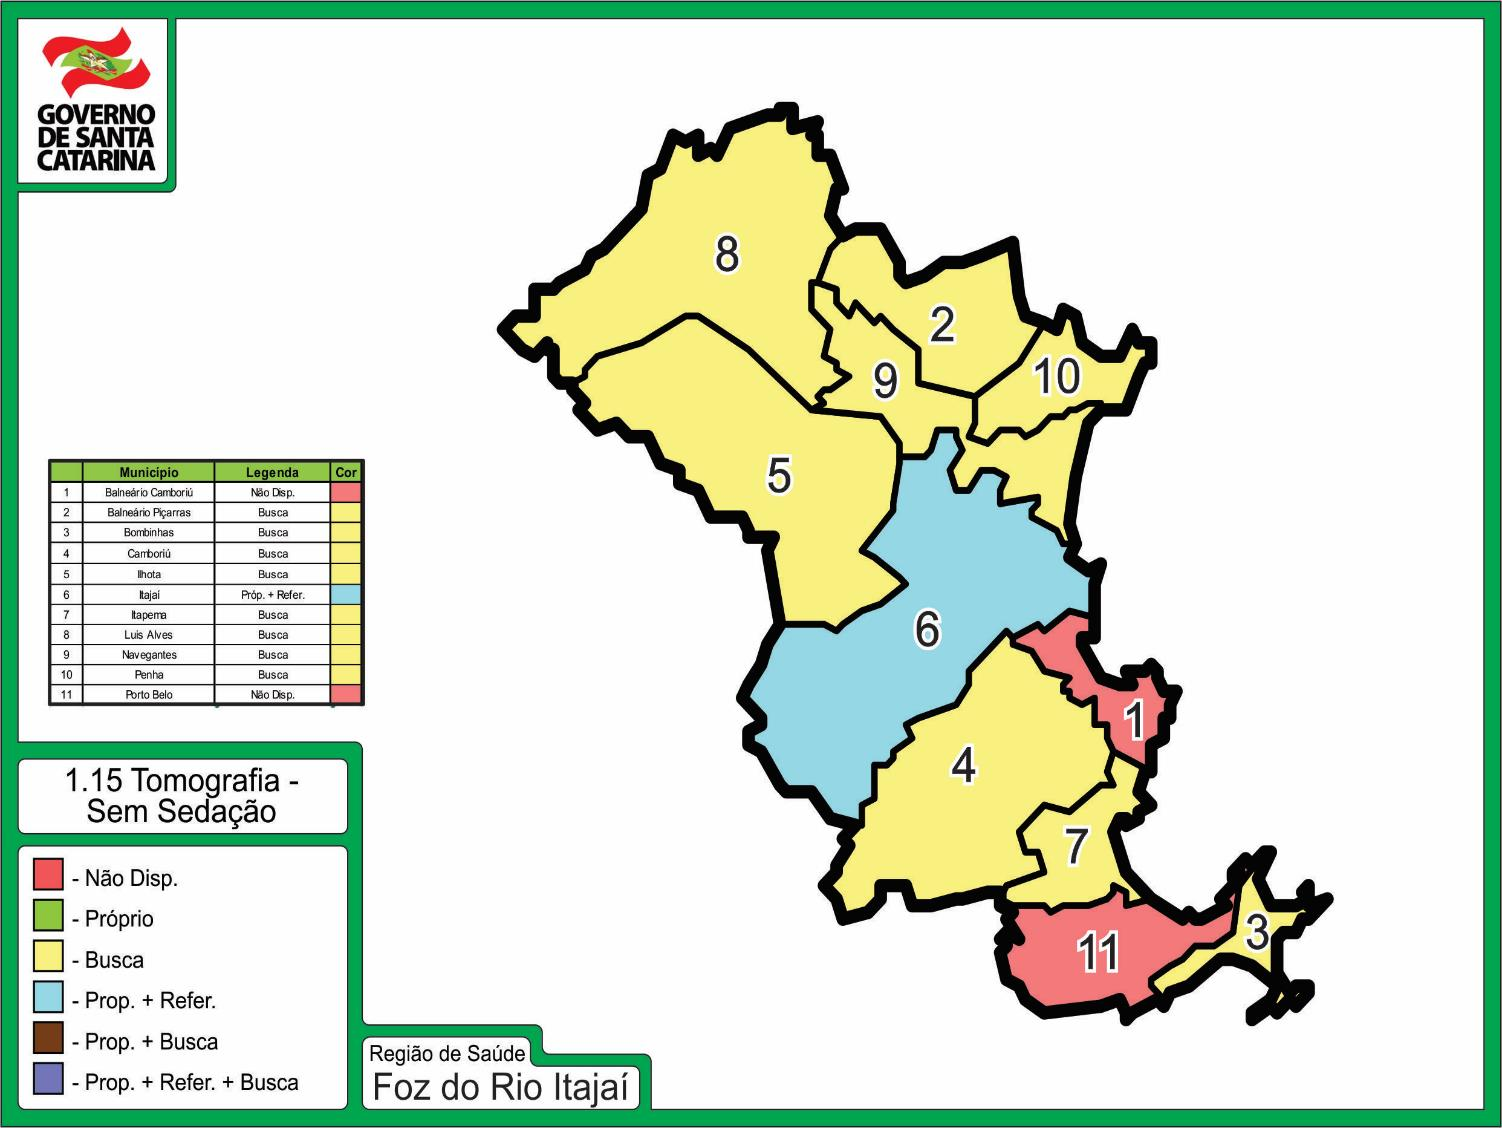 GOVERNO
DE SANTA
CATARINA
8
2
10
9
5
6
1
4
7
3
11
Município Legenda Cor
1 Balneário Camboriú Não Disp.
2 Balneário Piçarras Busca
3 Bombinhas Busca
4 Camboriú Busca
5 Ilhota Busca
6 Itajaí Próp. + Refer.
7 Itapema Busca
8 Luis Alves Busca
9 Navegantes Busca
10 Penha Busca
11 Porto Belo Não Disp.
1.15 Tomografia -
Sem Sedação
- Não Disp.
- Próprio
- Busca
- Prop. + Refer.
- Prop. + Busca
- Prop. + Refer. + Busca
Região de Saúde
Foz do Rio Itajaí